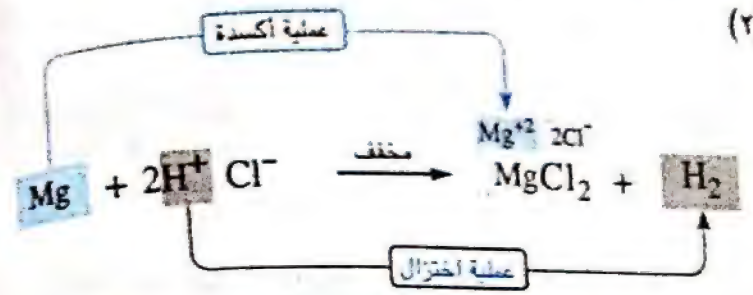 (٢
عملية أكسدة
Mg⁺² 2Cl⁻
Mg + 2H⁺ Cl⁻ مخفف → MgCl₂ + H₂
عملية اختزال